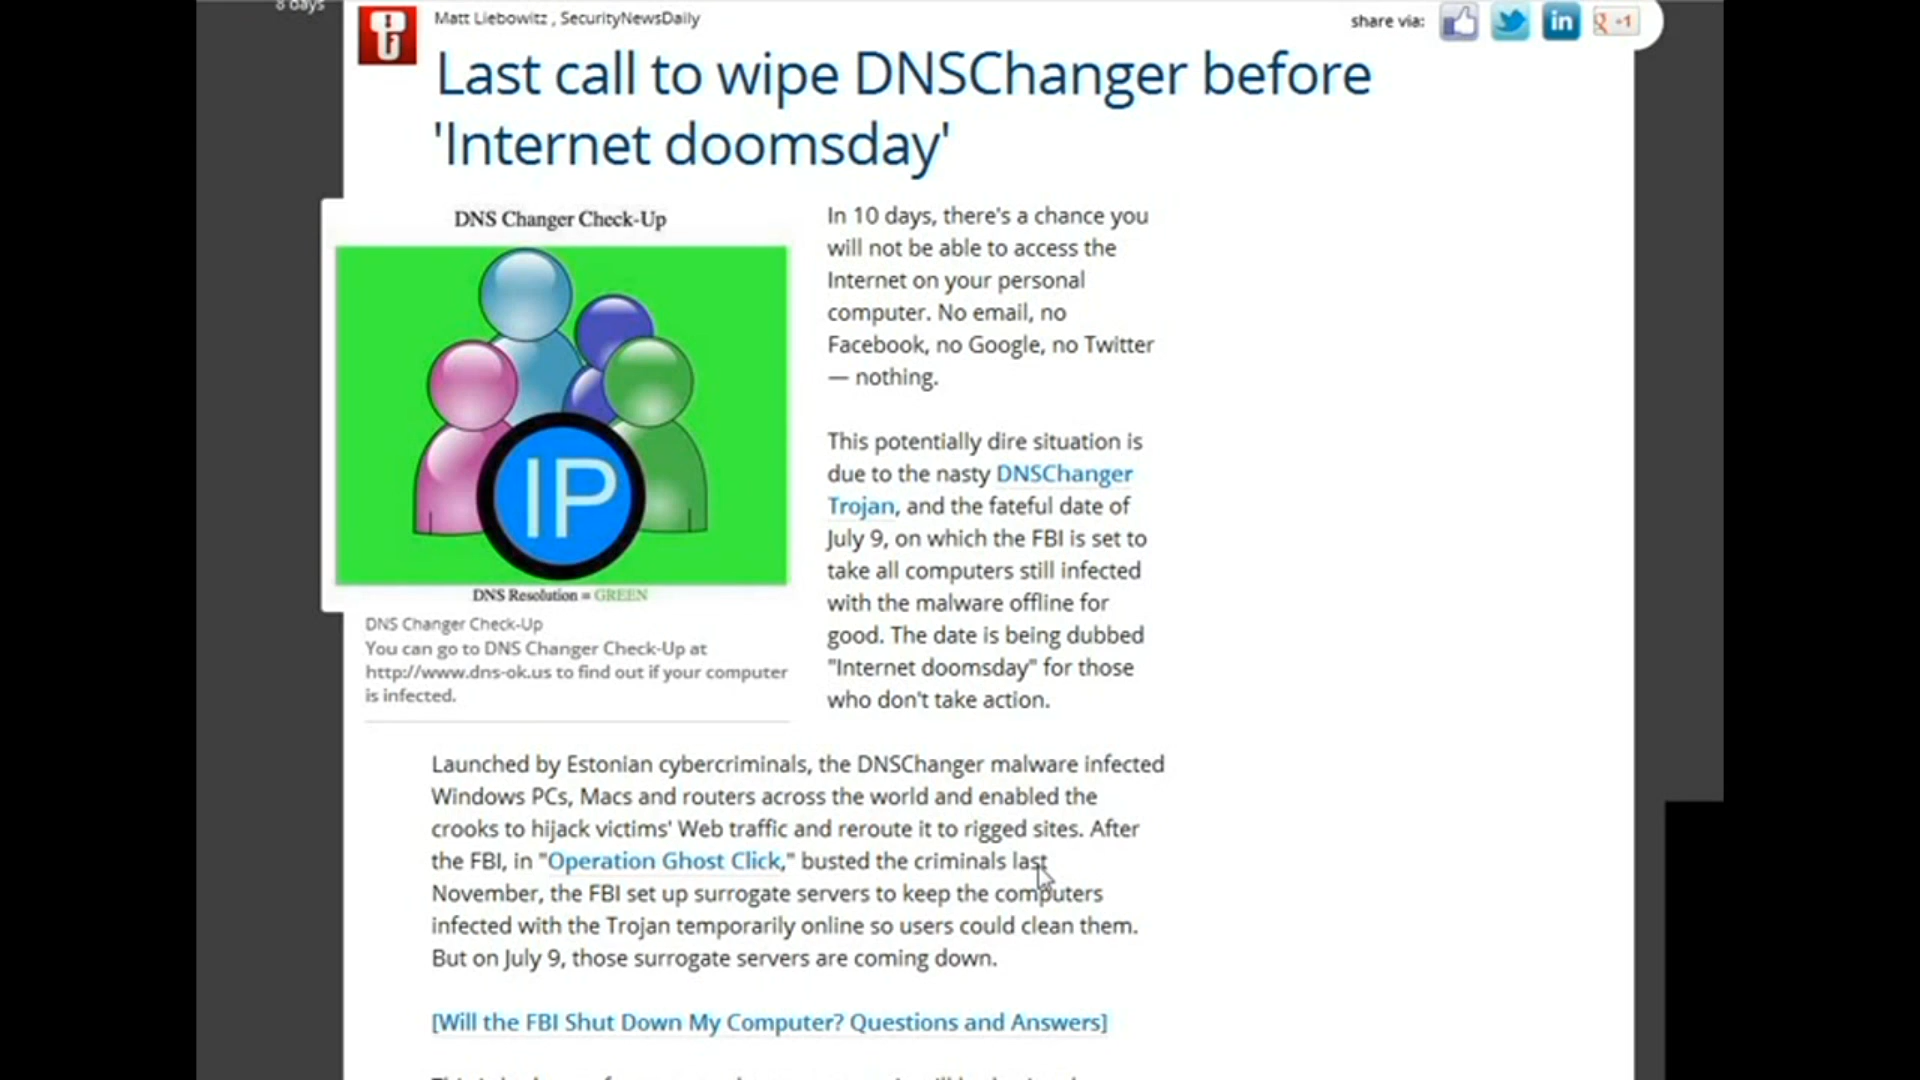 8 days
Matt Liebowitz , SecurityNewsDaily
share via:
in
g +1
Last call to wipe DNSChanger before
'Internet doomsday'
DNS Changer Check-Up
IP
DNS Resolution = GREEN
DNS Changer Check-Up
You can go to DNS Changer Check-Up at
http://www.dns-ok.us to find out if your computer
is infected.
In 10 days, there's a chance you
will not be able to access the
Internet on your personal
computer. No email, no
Facebook, no Google, no Twitter
— nothing.
This potentially dire situation is
due to the nasty DNSChanger
Trojan, and the fateful date of
July 9, on which the FBI is set to
take all computers still infected
with the malware offline for
good. The date is being dubbed
"Internet doomsday" for those
who don't take action.
Launched by Estonian cybercriminals, the DNSChanger malware infected
Windows PCs, Macs and routers across the world and enabled the
crooks to hijack victims' Web traffic and reroute it to rigged sites. After
the FBI, in "Operation Ghost Click," busted the criminals last
November, the FBI set up surrogate servers to keep the computers
infected with the Trojan temporarily online so users could clean them.
But on July 9, those surrogate servers are coming down.
[Will the FBI Shut Down My Computer? Questions and Answers]